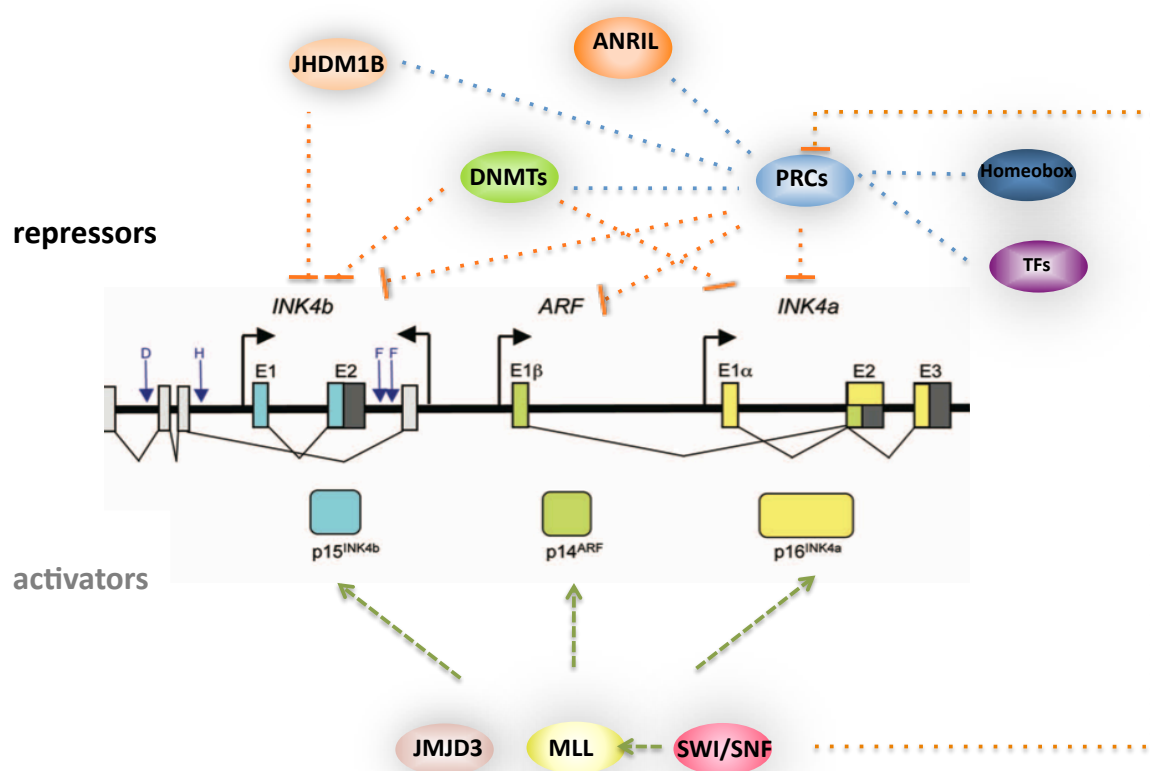 ANRIL
JHDM1B
DNMTs
PRCs
Homeobox
repressors
TFs
INK4b
ARF
INK4a
D
H
F F
E1
E2
E1β
E1α
E2
E3
p15INK4b
p14ARF
p16INK4a
activators
JMJD3
MLL
SWI/SNF